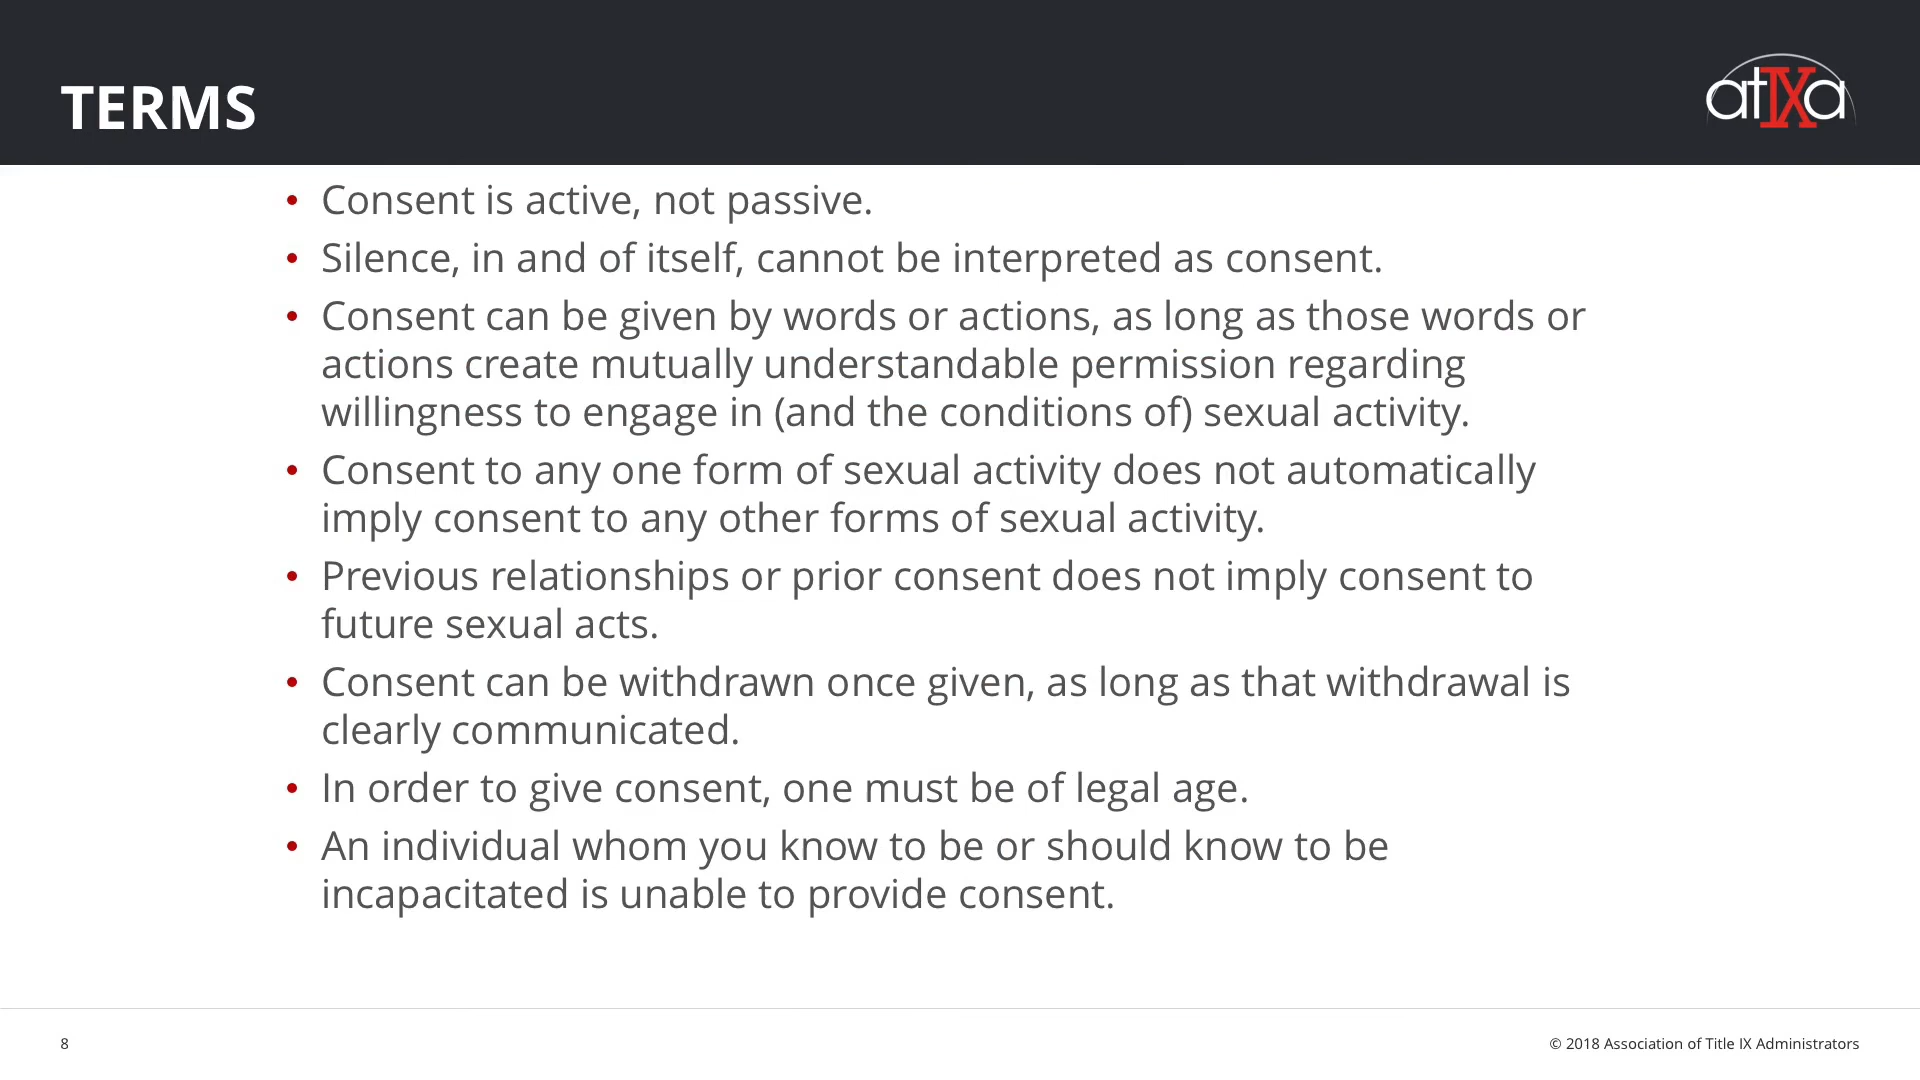 TERMS
atIXa
• Consent is active, not passive.
• Silence, in and of itself, cannot be interpreted as consent.
• Consent can be given by words or actions, as long as those words or
actions create mutually understandable permission regarding
willingness to engage in (and the conditions of) sexual activity.
• Consent to any one form of sexual activity does not automatically
imply consent to any other forms of sexual activity.
• Previous relationships or prior consent does not imply consent to
future sexual acts.
• Consent can be withdrawn once given, as long as that withdrawal is
clearly communicated.
• In order to give consent, one must be of legal age.
• An individual whom you know to be or should know to be
incapacitated is unable to provide consent.
8
© 2018 Association of Title IX Administrators